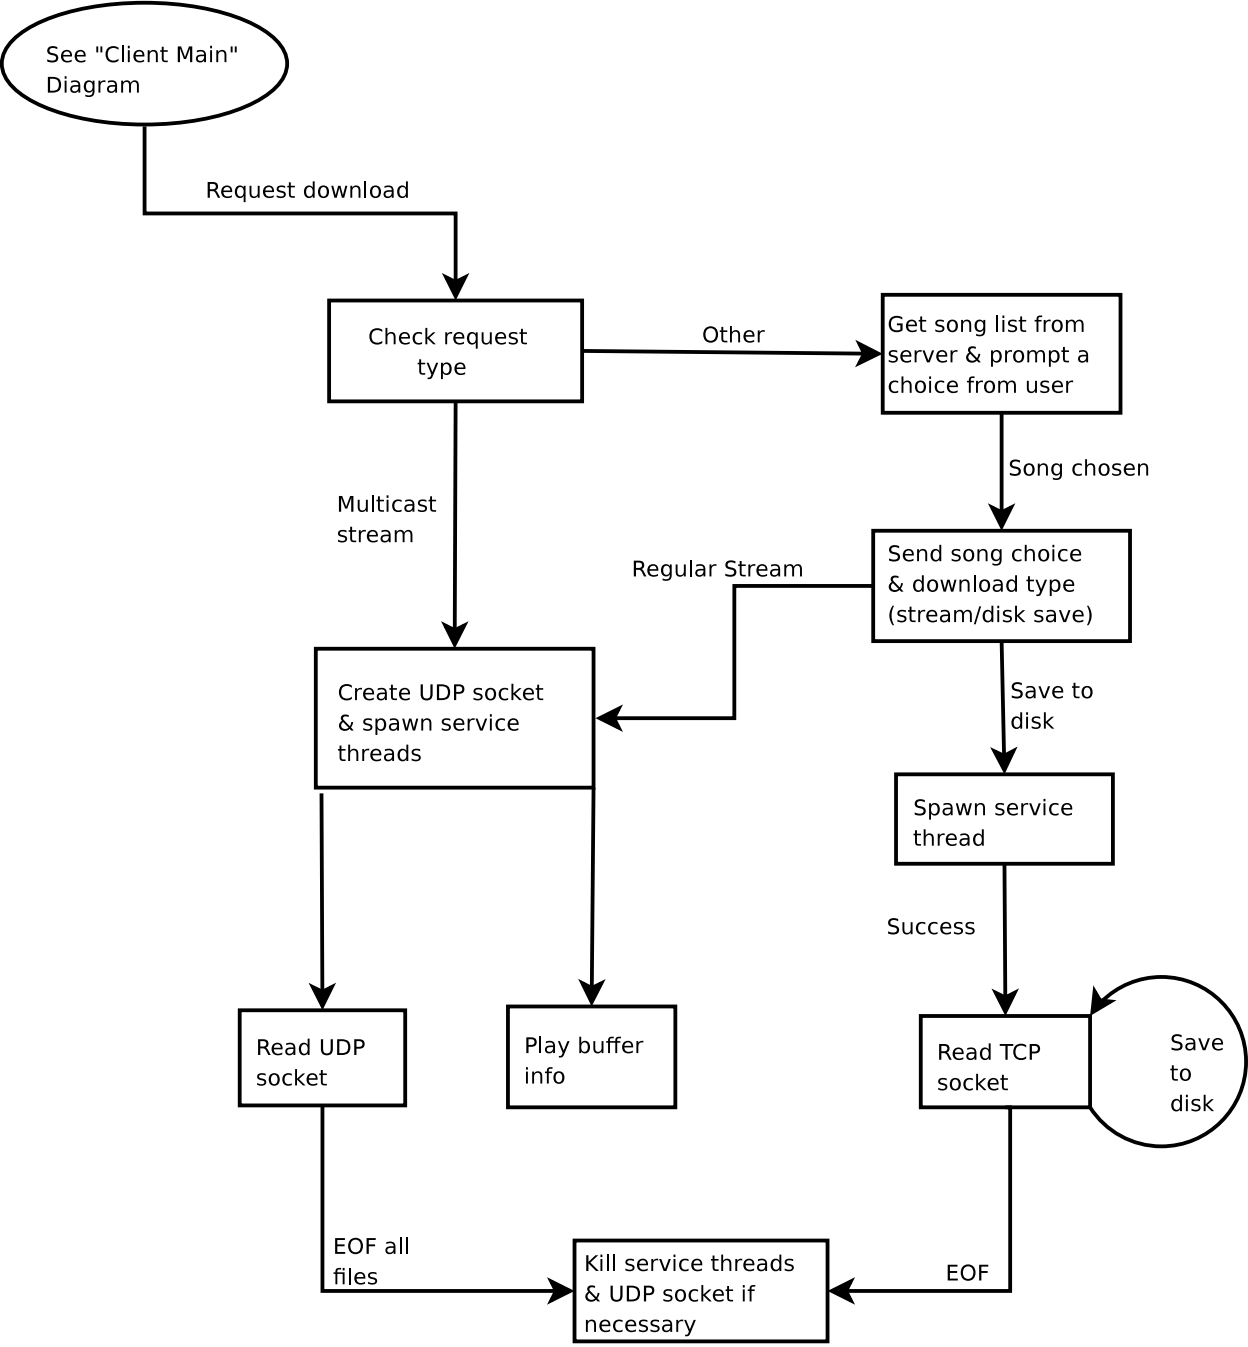 See "Client Main"
Diagram
Request download
Check request
type
Other
Get song list from
server & prompt a
choice from user
Song chosen
Multicast
stream
Regular Stream
Send song choice
& download type
(stream/disk save)
Create UDP socket
& spawn service
threads
Save to
disk
Spawn service
thread
Success
Read UDP
socket
Play buffer
info
Read TCP
socket
Save
to
disk
EOF all
files
Kill service threads
& UDP socket if
necessary
EOF